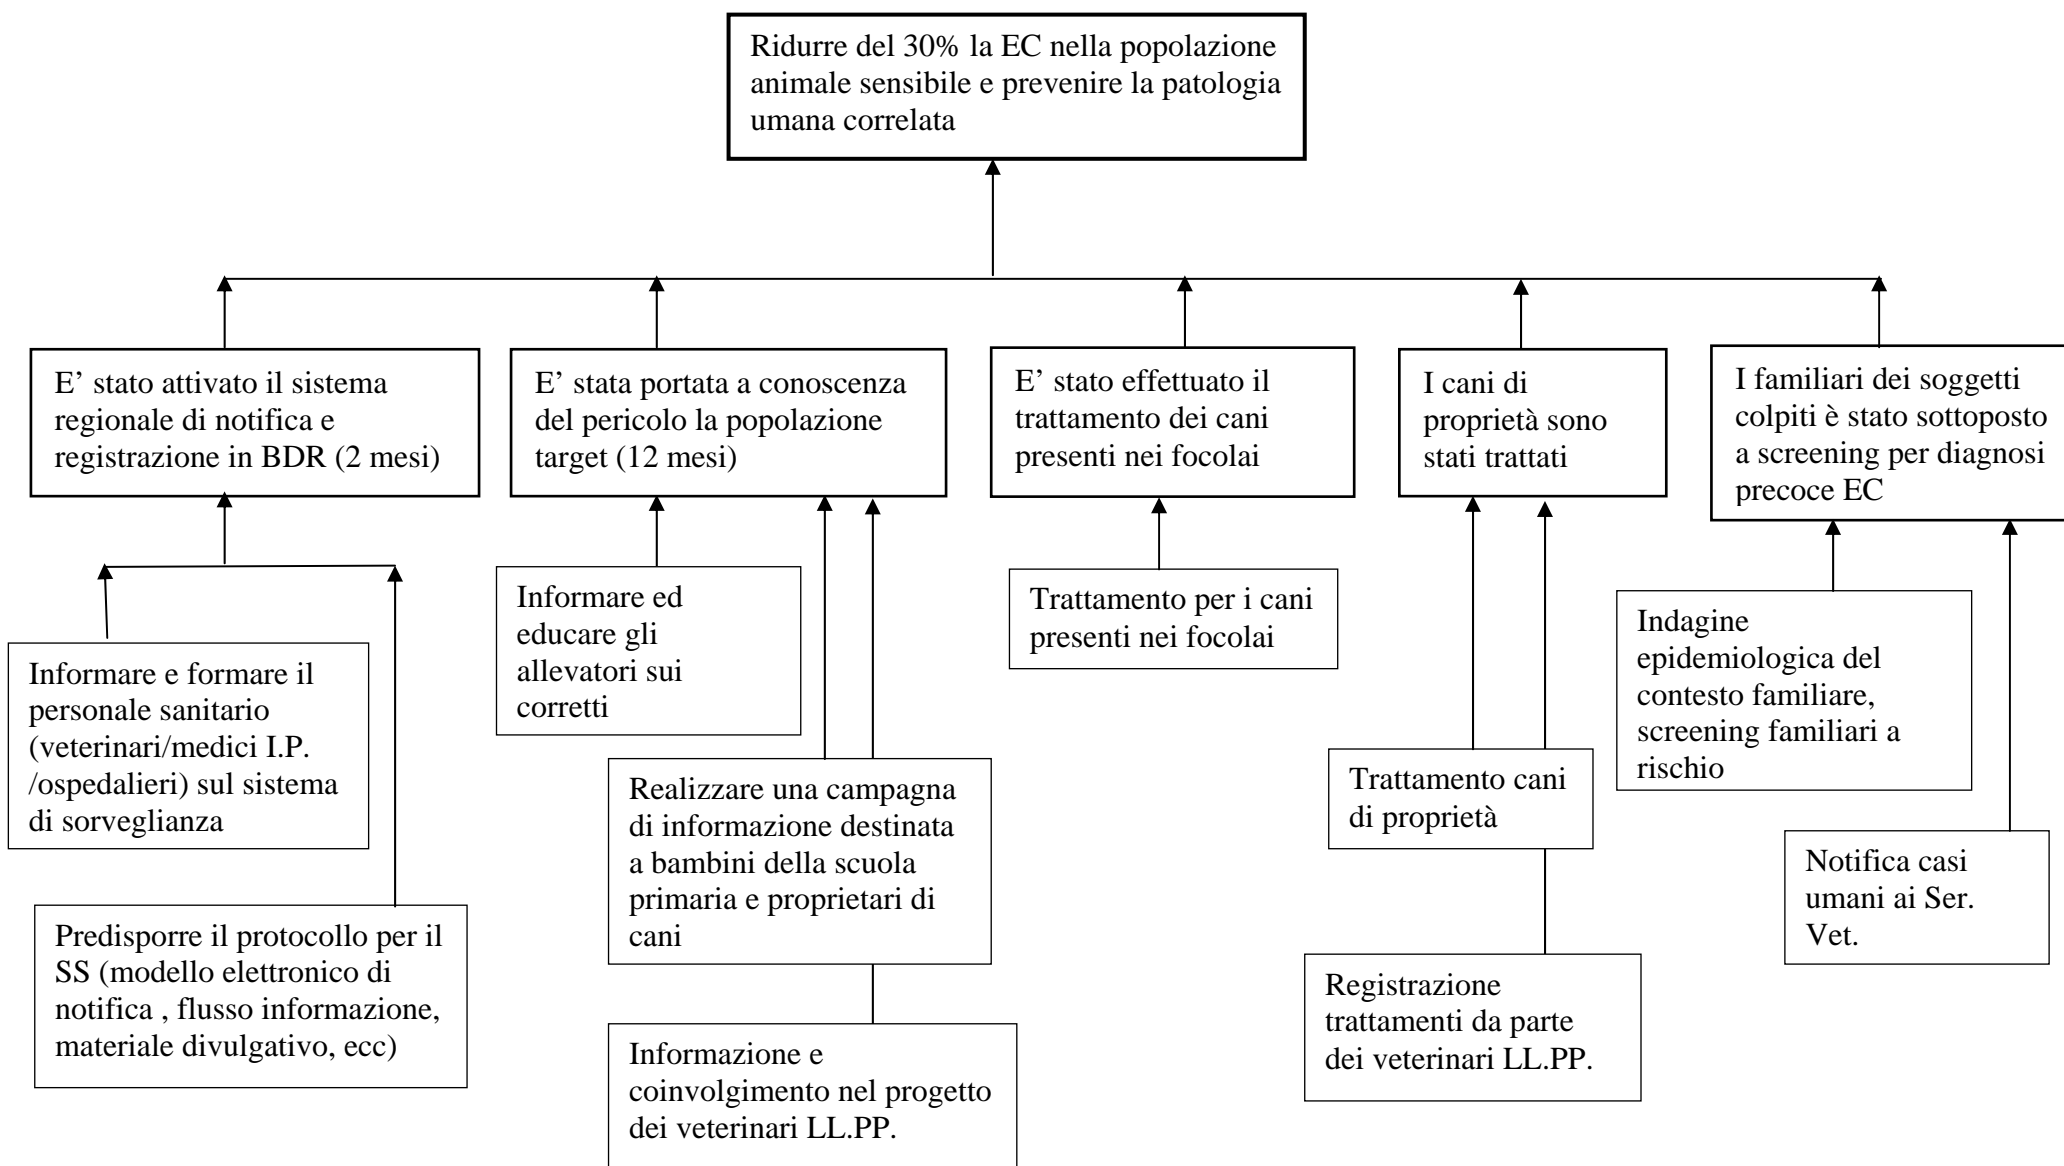 Ridurre del 30% la EC nella popolazione
animale sensibile e prevenire la patologia
umana correlata
E’ stato attivato il sistema
regionale di notifica e
registrazione in BDR (2 mesi)
E’ stata portata a conoscenza
del pericolo la popolazione
target (12 mesi)
E’ stato effettuato il
trattamento dei cani
presenti nei focolai
I cani di
proprietà sono
stati trattati
I familiari dei soggetti
colpiti è stato sottoposto
a screening per diagnosi
precoce EC
Informare e formare il
personale sanitario
(veterinari/medici I.P.
/ospedalieri) sul sistema
di sorveglianza
Predisporre il protocollo per il
SS (modello elettronico di
notifica , flusso informazione,
materiale divulgativo, ecc)
Informare ed
educare gli
allevatori sui
corretti
Realizzare una campagna
di informazione destinata
a bambini della scuola
primaria e proprietari di
cani
Informazione e
coinvolgimento nel progetto
dei veterinari LL.PP.
Trattamento per i cani
presenti nei focolai
Trattamento cani
di proprietà
Registrazione
trattamenti da parte
dei veterinari LL.PP.
Indagine
epidemiologica del
contesto familiare,
screening familiari a
rischio
Notifica casi
umani ai Ser.
Vet.